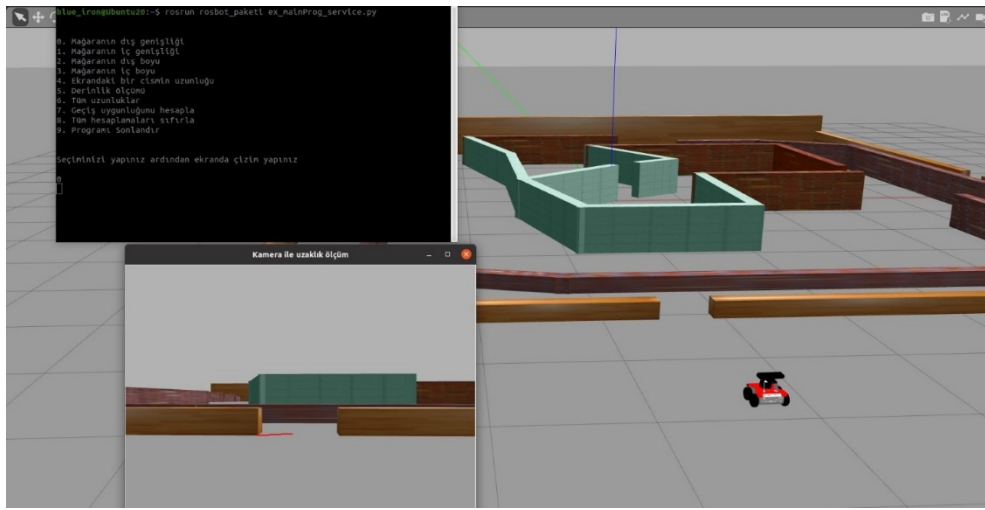 blue_iron@Ubuntu20:~$ rosrun rosbot_paketi ex_mainProg_service.py
0. Mağaranın dış genişliği
1. Mağaranın iç genişliği
2. Mağaranın dış boyu
3. Mağaranın iç boyu
4. Ekrandaki bir cismin uzunluğu
5. Derinlik ölçümü
6. Tüm uzunluklar
7. Geçiş uygunluğunu hesapla
8. Tüm hesaplamaları sıfırla
9. Programı Sonlandır
Seçiminizi yapınız ardından ekranda çizim yapınız
0
Kamera ile uzaklık ölçüm